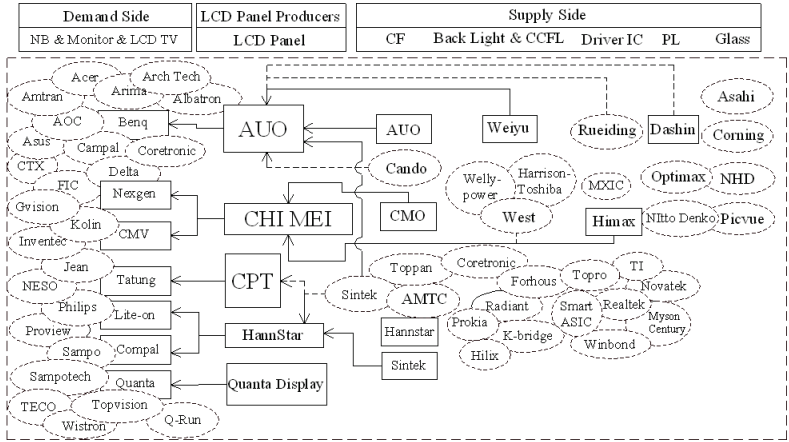 Demand Side
LCD Panel Producers
Supply Side
NB & Monitor & LCD TV
LCD Panel
CF
Back Light & CCFL
Driver IC
PL
Glass
Acer
Arch Tech
Amtran
Arima
Albatron
AOC
Benq
Asus
Campal
Coretronic
CTX
Delta
FIC
Nexgen
Gvision
Kolin
CMV
Inventec
Jean
Tatung
NESO
Philips
Lite-on
Proview
Sampo
Compal
Sampotech
Quanta
TECO
Topvision
Wistron
Q-Run
AUO
CHI MEI
CPT
HannStar
Quanta Display
AUO
Cando
CMO
Sintek
Toppan
AMTC
Hannstar
Sintek
Weiyu
Welly-
power
Harrison-
Toshiba
West
Coretronic
Forhous
Radiant
Prokia
K-bridge
Hilix
Rueiding
MXIC
Himax
Topro
TI
Novatek
Smart
ASIC
Realtek
Myson
Century
Winbond
Dashin
Optimax
NItto Denko
Asahi
Corning
NHD
Picvue